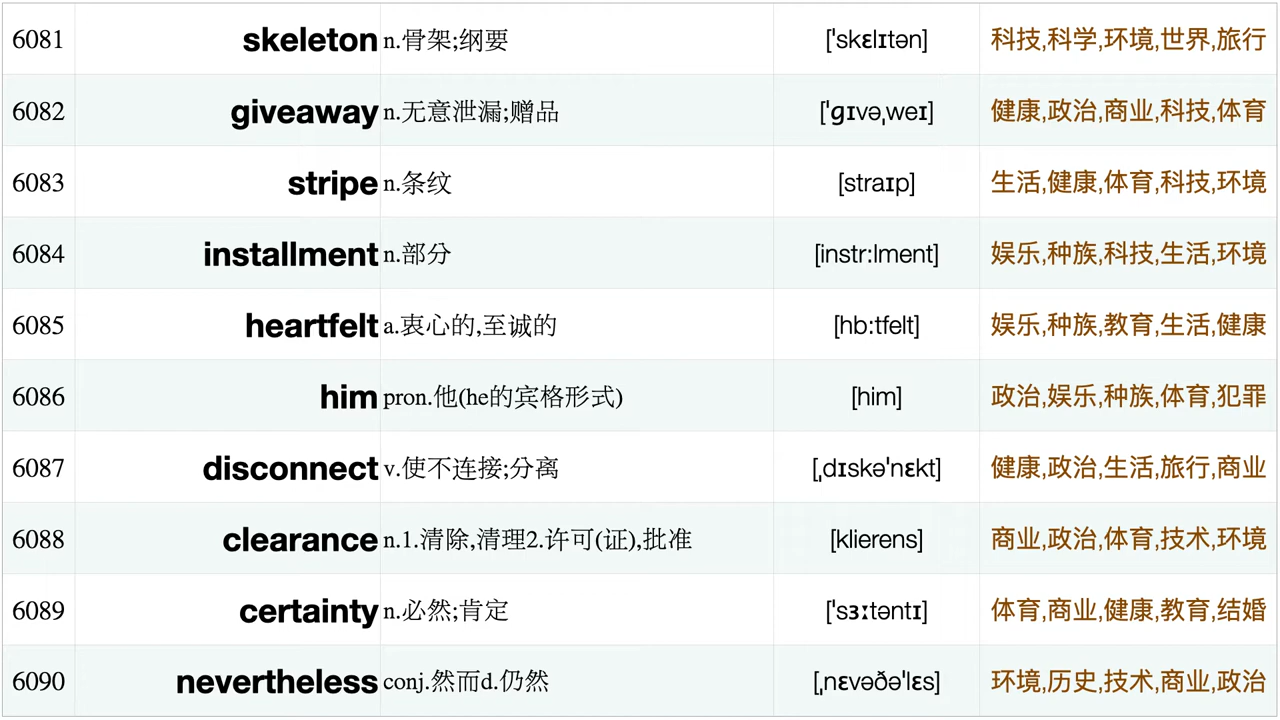 6081 skeleton n.骨架;纲要 ['skɛlɪtən] 科技,科学,环境,世界,旅行
6082 giveaway n.无意泄漏;赠品 ['ɡɪvəˌweɪ] 健康,政治,商业,科技,体育
6083 stripe n.条纹 [straɪp] 生活,健康,体育,科技,环境
6084 installment n.部分 [instr:lment] 娱乐,种族,科技,生活,环境
6085 heartfelt a.衷心的,至诚的 [hb:tfelt] 娱乐,种族,教育,生活,健康
6086 him pron.他(he的宾格形式) [him] 政治,娱乐,种族,体育,犯罪
6087 disconnect v.使不连接;分离 [ˌdɪskə'nɛkt] 健康,政治,生活,旅行,商业
6088 clearance n.1.清除,清理2.许可(证),批准 [klierens] 商业,政治,体育,技术,环境
6089 certainty n.必然;肯定 ['sɜːtəntɪ] 体育,商业,健康,教育,结婚
6090 nevertheless conj.然而d.仍然 [ˌnɛvəðə'lɛs] 环境,历史,技术,商业,政治